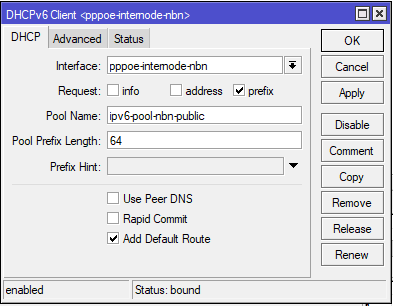 DHCPv6 Client <pppoe-internode-nbn>
DHCP Advanced Status
Interface: pppoe-internode-nbn
Request: info address prefix
Pool Name: ipv6-pool-nbn-public
Pool Prefix Length: 64
Prefix Hint:
Use Peer DNS
Rapid Commit
Add Default Route
OK
Cancel
Apply
Disable
Comment
Copy
Remove
Release
Renew
enabled Status: bound